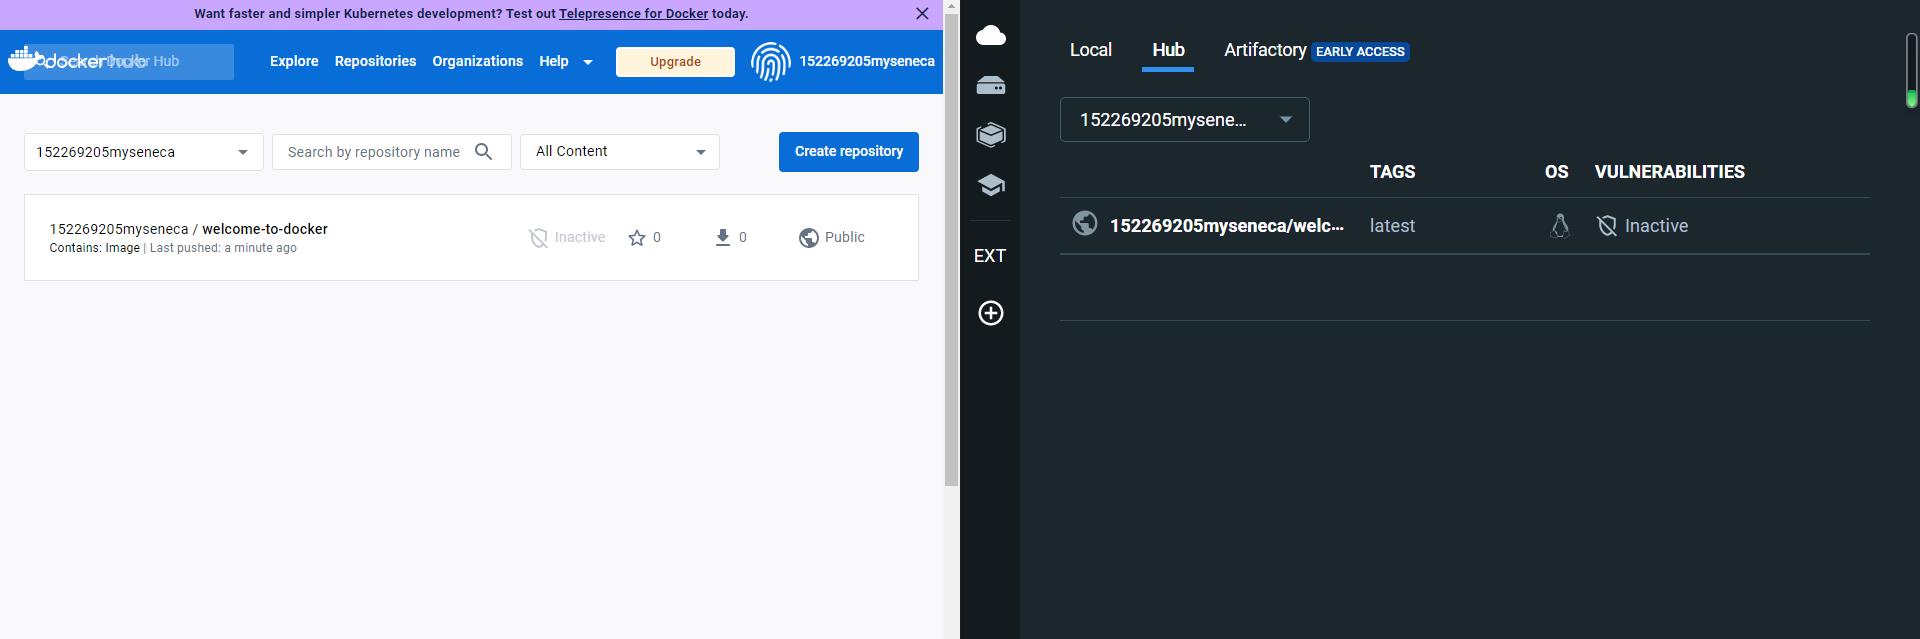 Want faster and simpler Kubernetes development? Test out Telepresence for Docker today.
docker hub
Search Docker Hub
Explore
Repositories
Organizations
Help
Upgrade
152269205myseneca
152269205myseneca
Search by repository name
All Content
Create repository
152269205myseneca / welcome-to-docker
Contains: Image | Last pushed: a minute ago
Inactive
0
0
Public
EXT
Local
Hub
Artifactory
EARLY ACCESS
152269205mysene...
TAGS
OS
VULNERABILITIES
152269205myseneca/welc...
latest
Inactive